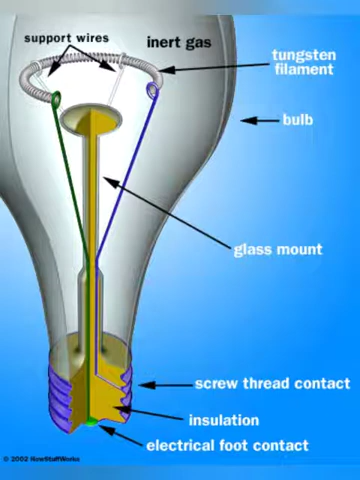 support wires
inert gas
tungsten
filament
bulb
glass mount
screw thread contact
insulation
electrical foot contact
© 2002 HowStuffWorks